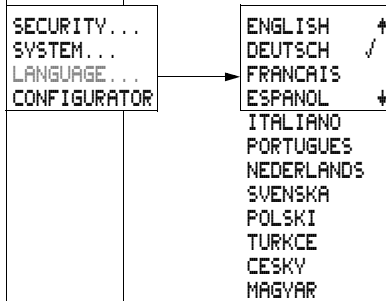 SECURITY...
SYSTEM...
LANGUAGE...
CONFIGURATOR
ENGLISH
DEUTSCH √
FRANCAIS
ESPANOL
ITALIANO
PORTUGUES
NEDERLANDS
SVENSKA
POLSKI
TURKCE
CESKY
MAGYAR